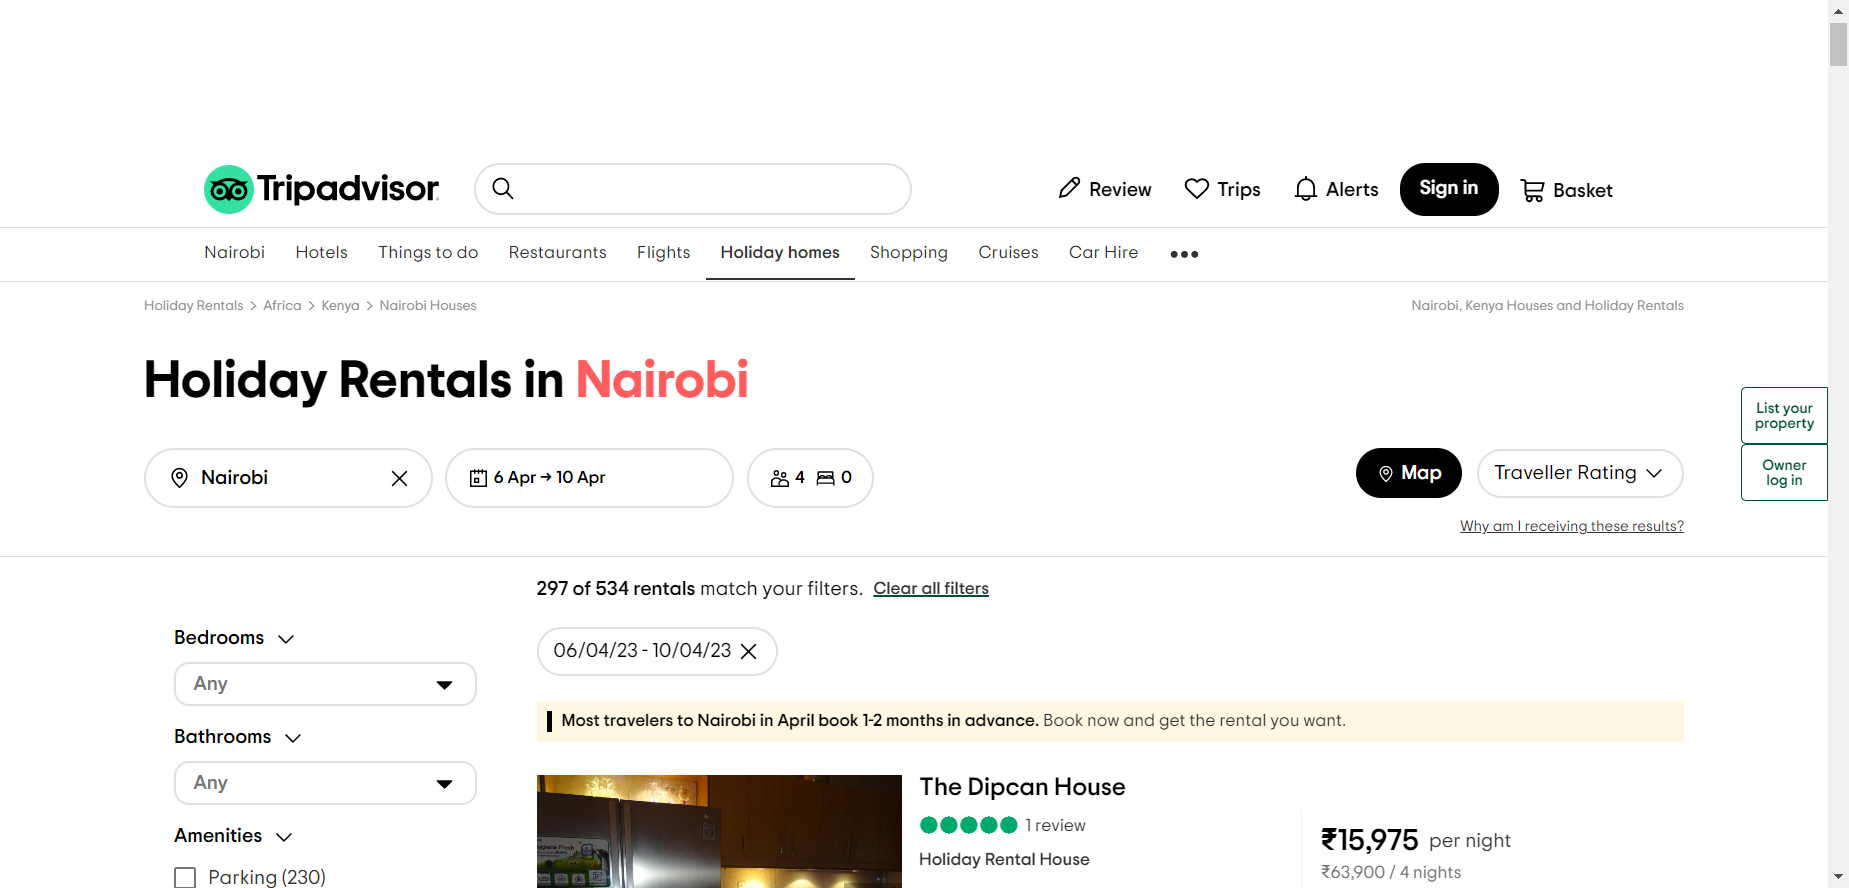 Tripadvisor
Review
Trips
Alerts
Sign in
Basket
Nairobi
Hotels
Things to do
Restaurants
Flights
Holiday homes
Shopping
Cruises
Car Hire
Holiday Rentals > Africa > Kenya > Nairobi Houses
Nairobi, Kenya Houses and Holiday Rentals
Holiday Rentals in Nairobi
List your
property
Owner
log in
Nairobi
6 Apr → 10 Apr
4
0
Map
Traveller Rating
Why am I receiving these results?
297 of 534 rentals match your filters. Clear all filters
Bedrooms
Any
Bathrooms
Any
Amenities
Parking (230)
06/04/23 - 10/04/23
Most travelers to Nairobi in April book 1-2 months in advance. Book now and get the rental you want.
The Dipcan House
1 review
Holiday Rental House
₹15,975 per night
₹63,900 / 4 nights